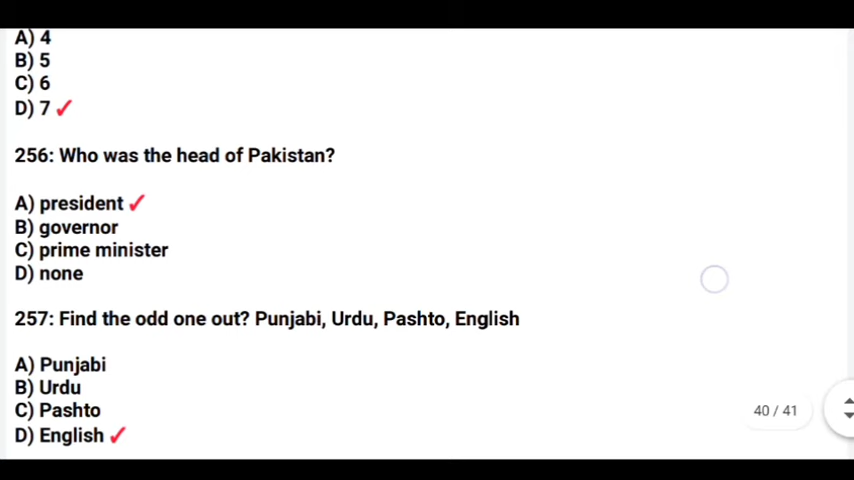 A) 4
B) 5
C) 6
D) 7 ✓
256: Who was the head of Pakistan?
A) president ✓
B) governor
C) prime minister
D) none
257: Find the odd one out? Punjabi, Urdu, Pashto, English
A) Punjabi
B) Urdu
C) Pashto
D) English ✓
40 / 41